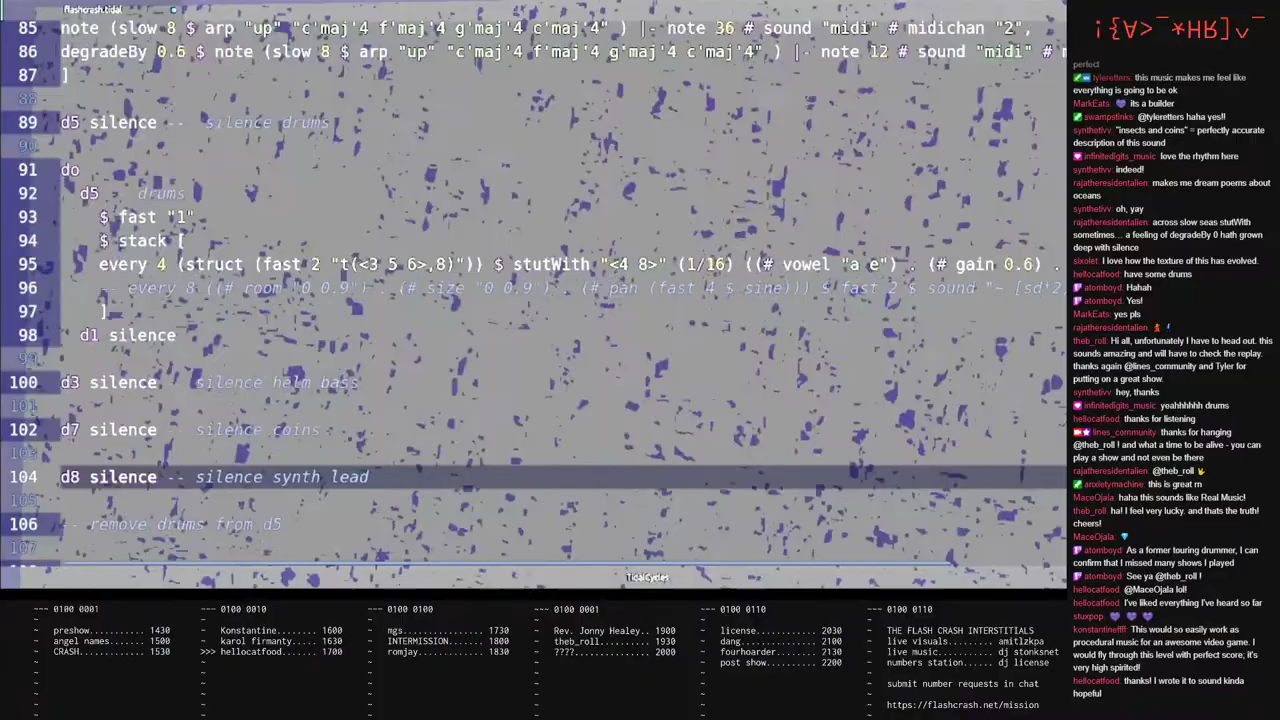 flashcrash.tidal
85 note (slow 8 $ arp "up" "c'maj'4 f'maj'4 g'maj'4 c'maj'4" ) |- note 36 # sound "midi" # midichan "2",
86 degradeBy 0.6 $ note (slow 8 $ arp "up" "c'maj'4 f'maj'4 g'maj'4 c'maj'4" ) |- note 12 # sound "midi" # m
87 ]
88
89 d5 silence -- silence drums
90
91 do
92 d5 -- drums
93 $ fast "1"
94 $ stack [
95 every 4 (struct (fast 2 "t(<3 5 6>,8)")) $ stutWith "<4 8>" (1/16) ((# vowel "a e") . (# gain 0.6) .
96 -- every 8 ((# room "0 0.9") . (# size "0 0.9") . (# pan (fast 4 $ sine))) $ fast 2 $ sound "~ [sd*2
97 ]
98 d1 silence
99
100 d3 silence -- silence helm bass
101
102 d7 silence -- silence coins
103
104 d8 silence -- silence synth lead
105
106 -- remove drums from d5
107
TidalCycles
perfect
tyleretters: this music makes me feel like
everything is going to be ok
MarkEats: 💜 its a builder
swampstinks: @tyleretters haha yes!!
synthetivv: "insects and coins" = perfectly accurate
description of this sound
infinitedigits_music: love the rhythm here
synthetivv: indeed!
rajatheresidentalien: makes me dream poems about
oceans
synthetivv: oh, yay
rajatheresidentalien: across slow seas stutWith
sometimes... a feeling of degradeBy 0 hath grown
deep with silence
sixolet: I love how the texture of this has evolved.
hellocatfood: have some drums
atomboyd: Hahah
atomboyd: Yes!
MarkEats: yes pls
rajatheresidentalien:
theb_roll: Hi all, unfortunately I have to head out. this
sounds amazing and will have to check the replay.
thanks again @lines_community and Tyler for
putting on a great show.
synthetivv: hey, thanks
infinitedigits_music: yeahhhhhh drums
hellocatfood: thanks for listening
lines_community: thanks for hanging
@theb_roll ! and what a time to be alive - you can
play a show and not even be there
rajatheresidentalien: @theb_roll
anxietymachine: this is great rn
MaceOjala: haha this sounds like Real Music!
theb_roll: ha! I feel very lucky. and thats the truth!
cheers!
MaceOjala: 💎
atomboyd: As a former touring drummer, I can
confirm that I missed many shows I played
atomboyd: See ya @theb_roll !
hellocatfood: @MaceOjala lol!
hellocatfood: I've liked everything I've heard so far
stuxpop: 💜 💜 💜
konstantineffff: This would so easily work as
procedural music for an awesome video game. I
would fly through this level with perfect score; it's
very high spirited!
hellocatfood: thanks! I wrote it to sound kinda
hopeful
~~~ 0100 0001
preshow.......... 1430
angel names...... 1500
CRASH............ 1530
~~~ 0100 0010
Konstantine....... 1600
karol firmanty.... 1630
>>> hellocatfood...... 1700
~~~ 0100 0100
mgs............... 1730
INTERMISSION...... 1800
romjay............ 1830
~~~ 0100 0001
Rev. Jonny Healey.. 1900
theb_roll.......... 1930
????............... 2000
~~~ 0100 0110
license........... 2030
dang.............. 2100
fourhoarder....... 2130
post show......... 2200
~~~ 0100 0110
THE FLASH CRASH INTERSTITIALS
live visuals...... amitlzkpa
live music...... dj stonksnet
numbers station.... dj license
submit number requests in chat
https://flashcrash.net/mission